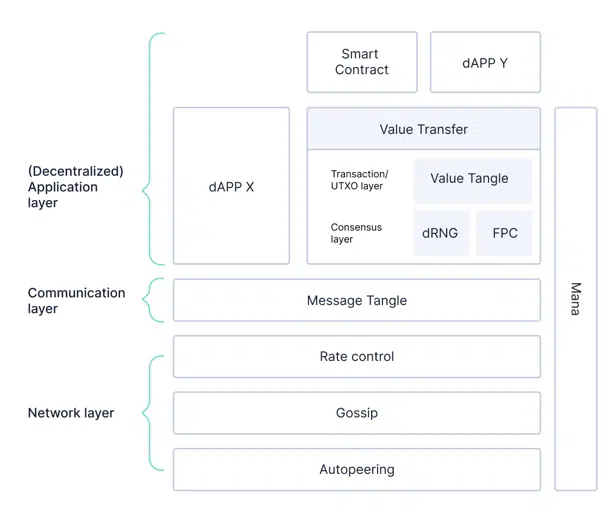 Smart
Contract
dAPP Y
(Decentralized)
Application
layer
dAPP X
Value Transfer
Transaction/
UTXO layer
Value Tangle
Consensus
layer
dRNG
FPC
Communication
layer
Message Tangle
Mana
Rate control
Network layer
Gossip
Autopeering